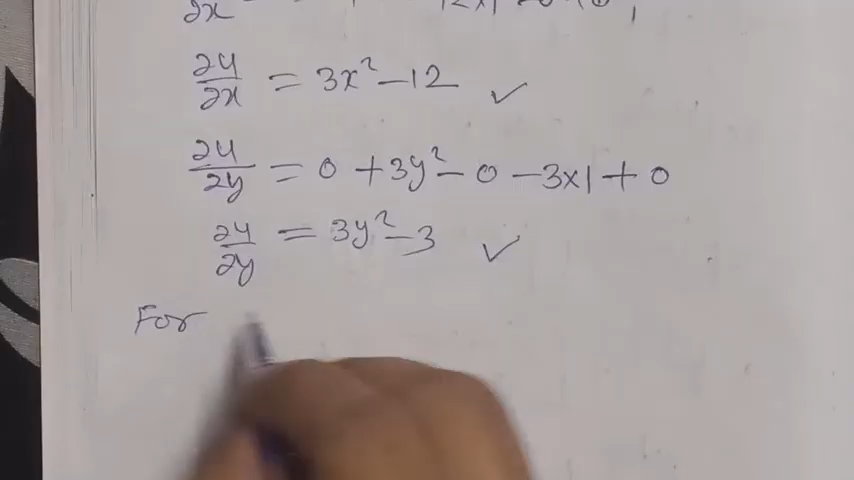 ∂x
∂u/∂x = 3x² - 12 ✓
∂u/∂y = 0 + 3y² - 0 - 3x1 + 0
∂u/∂y = 3y² - 3 ✓
For